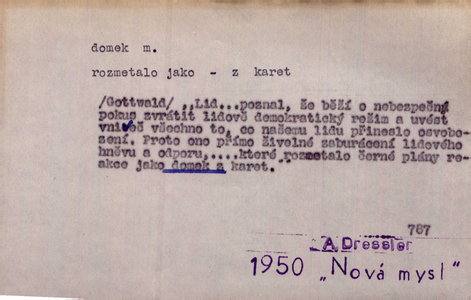 domek m.
rozmetalo jako - z karet
/Gottwald/ „Lid...poznal, že běží o nebezpečný
pokus zvrátit lidově demokratický režim a uvést
vniveč všechno to, co našemu lidu přineslo osvobo-
zení. Proto ono přímo živelné zaburácení lidového
hněvu a odporu,....které rozmetalo černé plány re-
akce jako domek z karet."
787
A. Dressler
1950 „Nová mysl"